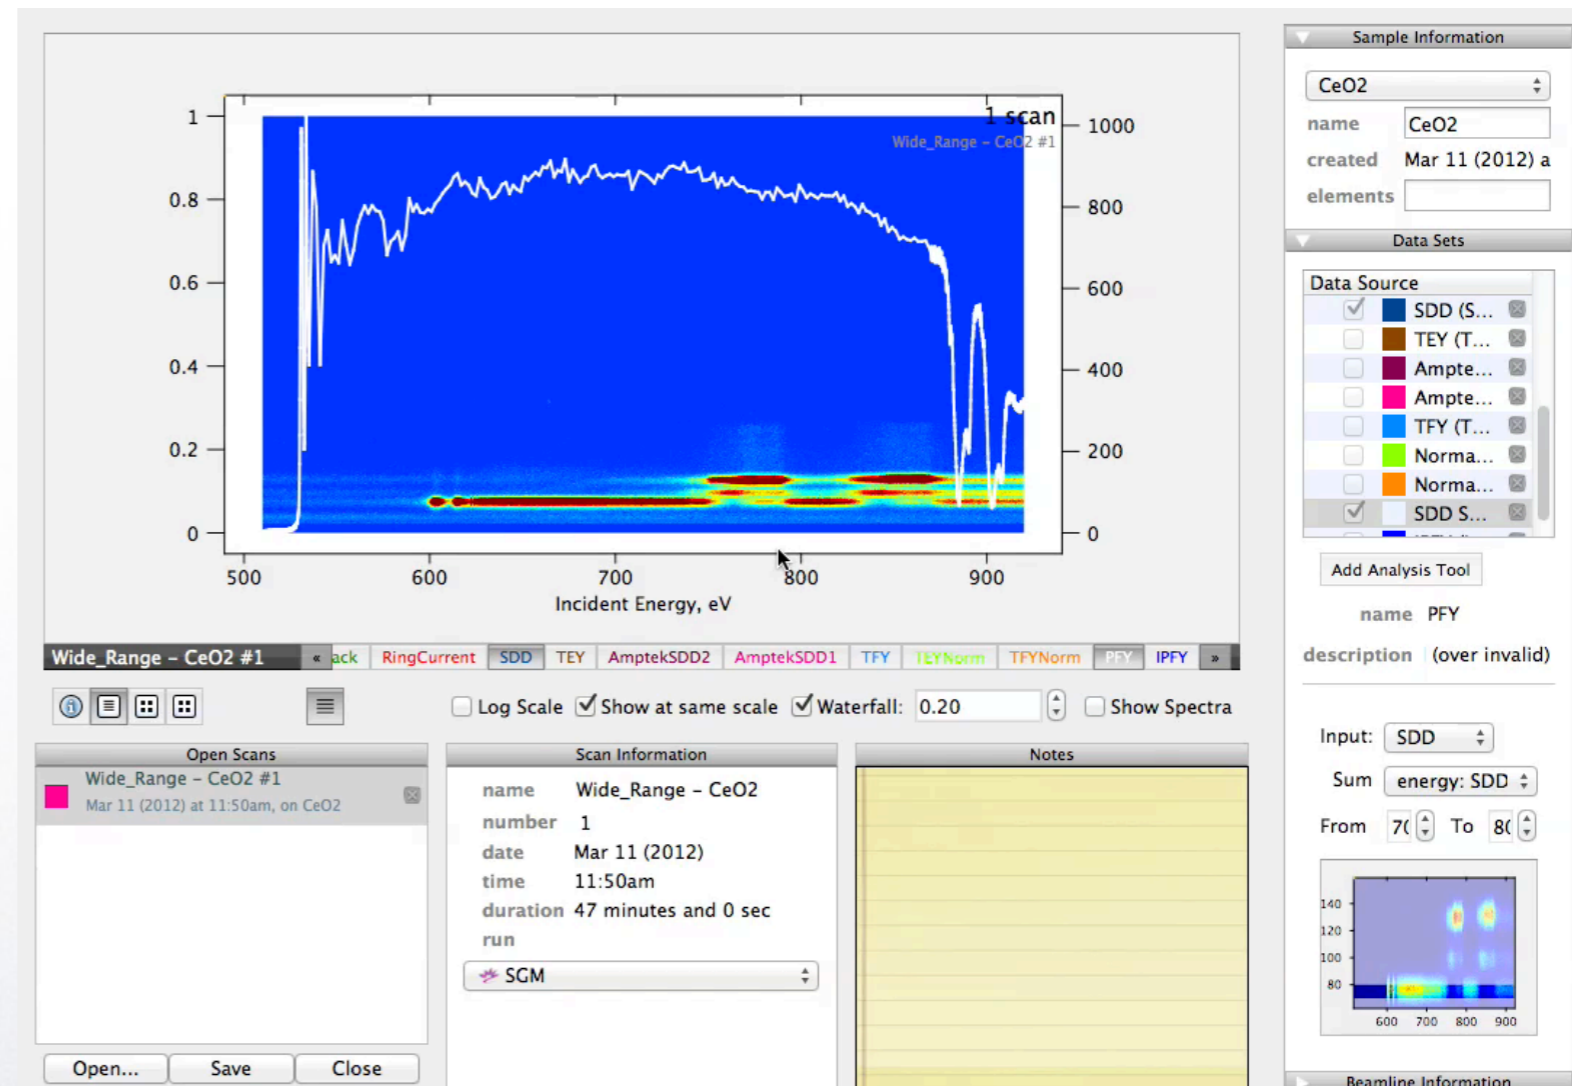 Sample Information
CeO2
name CeO2
created Mar 11 (2012) a
elements
Data Sets
Data Source
SDD (S...
TEY (T...
Ampte...
Ampte...
TFY (T...
Norma...
Norma...
SDD S...
Add Analysis Tool
name PFY
description (over invalid)
Input: SDD
Sum energy: SDD
From 7( To 8(
140
120
100
80
600 700 800 900
Beamline Information
1 scan
Wide_Range – CeO2 #1
1
0.8
0.6
0.4
0.2
0
1000
800
600
400
200
0
500 600 700 800 900
Incident Energy, eV
Wide_Range – CeO2 #1 « ack RingCurrent SDD TEY AmptekSDD2 AmptekSDD1 TFY TEYNorm TFYNorm PFY IPFY »
Log Scale Show at same scale Waterfall: 0.20 Show Spectra
Open Scans
Wide_Range – CeO2 #1
Mar 11 (2012) at 11:50am, on CeO2
Open... Save Close
Scan Information
name Wide_Range – CeO2
number 1
date Mar 11 (2012)
time 11:50am
duration 47 minutes and 0 sec
run
SGM
Notes